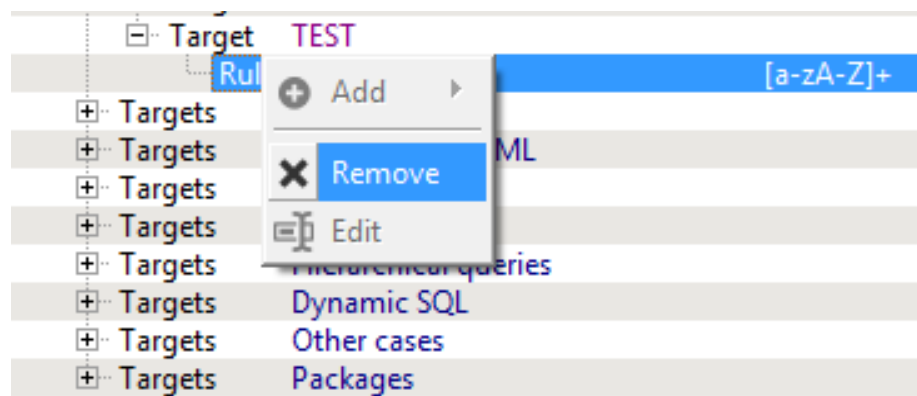 Target TEST
Rul [a-zA-Z]+
Add
Targets
Targets ML
Remove
Targets
Targets
Edit
Targets Hierarchical queries
Targets Dynamic SQL
Targets Other cases
Targets Packages